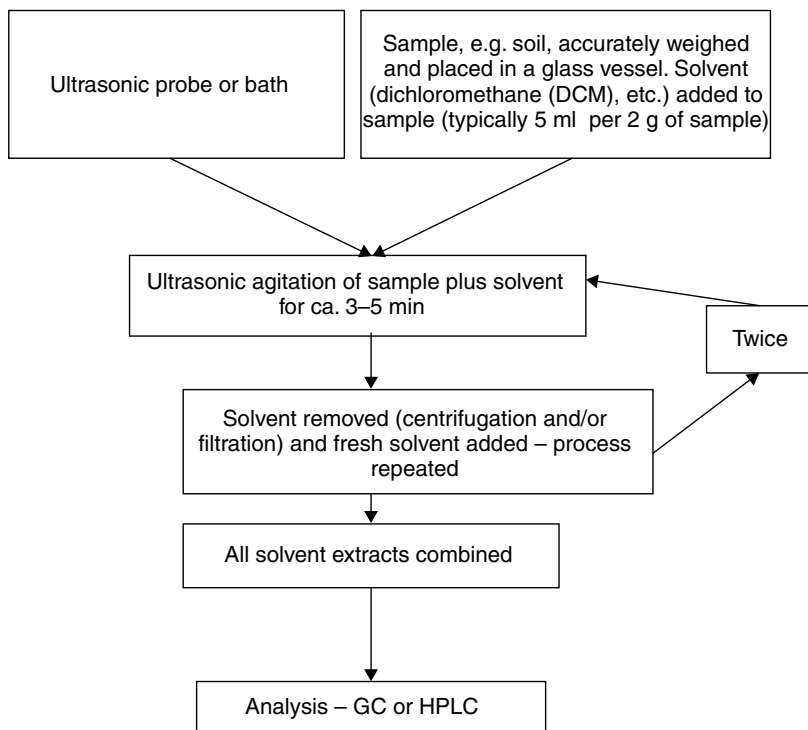 Ultrasonic probe or bath
Sample, e.g. soil, accurately weighed
and placed in a glass vessel. Solvent
(dichloromethane (DCM), etc.) added to
sample (typically 5 ml per 2 g of sample)
Ultrasonic agitation of sample plus solvent
for ca. 3–5 min
Twice
Solvent removed (centrifugation and/or
filtration) and fresh solvent added – process
repeated
All solvent extracts combined
Analysis – GC or HPLC